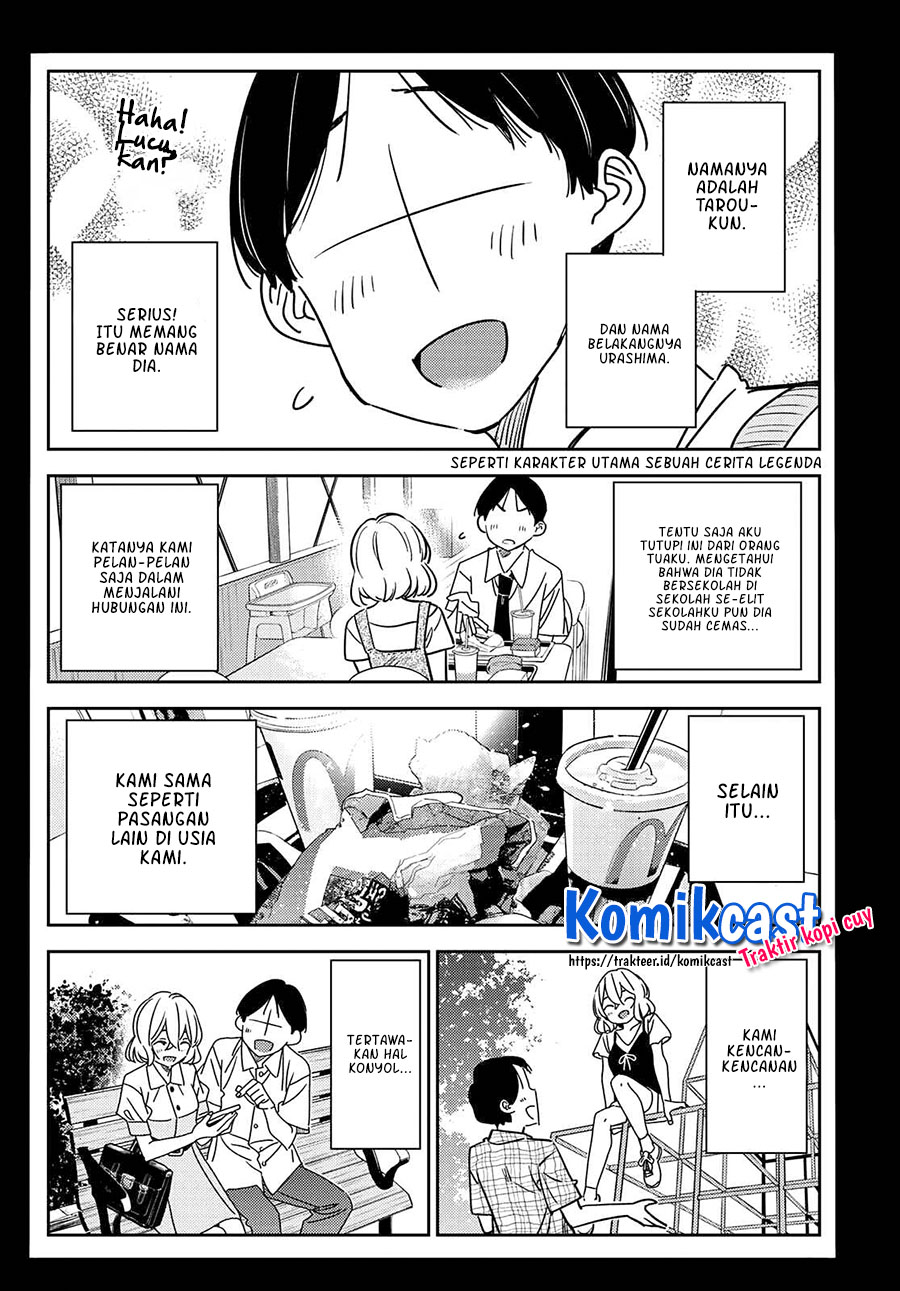 NAMANYA
ADALAH
TAROU-
KUN.
DAN NAMA
BELAKANGNYA
URASHIMA.
Haha!
Lucu
kan?
SERIUS!
ITU MEMANG
BENAR NAMA
DIA.
SEPERTI KARAKTER UTAMA SEBUAH CERITA LEGENDA
TENTU SAJA AKU
TUTUPI INI DARI ORANG
TUAKU. MENGETAHUI
BAHWA DIA TIDAK
BERSEKOLAH DI
SEKOLAH SE-ELIT
SEKOLAHKU PUN DIA
SUDAH CEMAS...
KATANYA KAMI
PELAN-PELAN
SAJA DALAM
MENJALANI
HUBUNGAN INI.
SELAIN
ITU...
KAMI SAMA
SEPERTI
PASANGAN
LAIN DI USIA
KAMI.
Komikcast
Traktir kopi cuy
https://trakteer.id/komikcast
KAMI
KENCAN-
KENCANAN
...
TERTAWA-
KAN HAL
KONYOL...